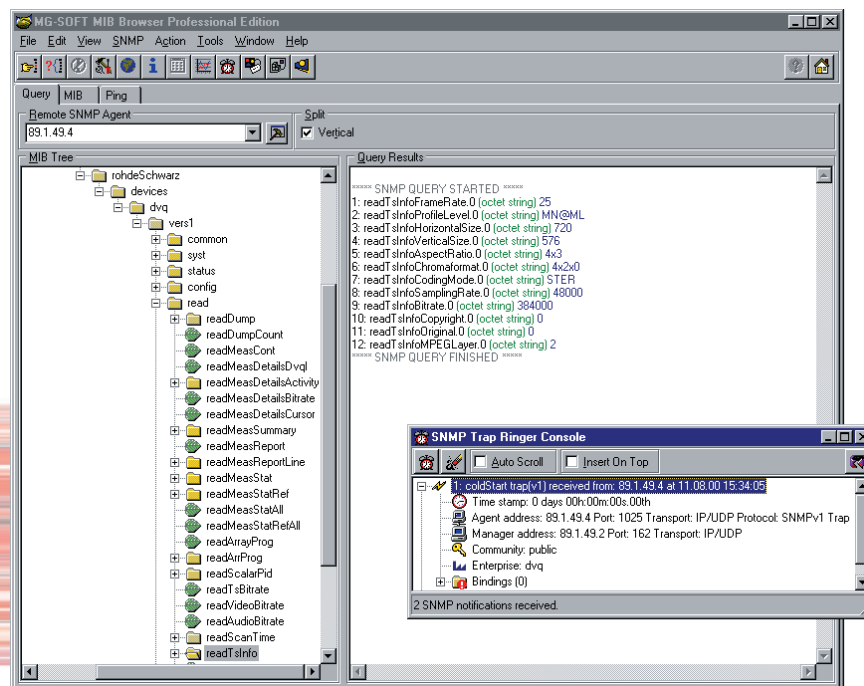 MG-SOFT MIB Browser Professional Edition
File Edit View SNMP Action Tools Window Help
Query MIB Ping
Remote SNMP Agent
89.1.49.4
Split
Vertical
MIB Tree
rohdeSchwarz
devices
dvq
vers1
common
syst
status
config
read
readDump
readDumpCount
readMeasCont
readMeasDetailsDvql
readMeasDetailsActivity
readMeasDetailsBitrate
readMeasDetailsCursor
readMeasSummary
readMeasReport
readMeasReportLine
readMeasStat
readMeasStatRef
readMeasStatAll
readMeasStatRefAll
readArrayProg
readArrProg
readScalarPid
readTsBitrate
readVideoBitrate
readAudioBitrate
readScanTime
readTsInfo
Query Results
***** SNMP QUERY STARTED *****
1: readTsInfoFrameRate.0 (octet string) 25
2: readTsInfoProfileLevel.0 (octet string) MN@ML
3: readTsInfoHorizontalSize.0 (octet string) 720
4: readTsInfoVerticalSize.0 (octet string) 576
5: readTsInfoAspectRatio.0 (octet string) 4x3
6: readTsInfoChromaformat.0 (octet string) 4x2x0
7: readTsInfoCodingMode.0 (octet string) STER
8: readTsInfoSamplingRate.0 (octet string) 48000
9: readTsInfoBitrate.0 (octet string) 384000
10: readTsInfoCopyright.0 (octet string) 0
11: readTsInfoOriginal.0 (octet string) 0
12: readTsInfoMPEGLayer.0 (octet string) 2
***** SNMP QUERY FINISHED *****
SNMP Trap Ringer Console
Auto Scroll Insert On Top
1: coldStart trap(v1) received from: 89.1.49.4 at 11.08.00 15:34:05
Time stamp: 0 days 00h:00m:00s.00th
Agent address: 89.1.49.4 Port: 1025 Transport: IP/UDP Protocol: SNMPv1 Trap
Manager address: 89.1.49.2 Port: 162 Transport: IP/UDP
Community: public
Enterprise: dvq
Bindings (0)
2 SNMP notifications received.